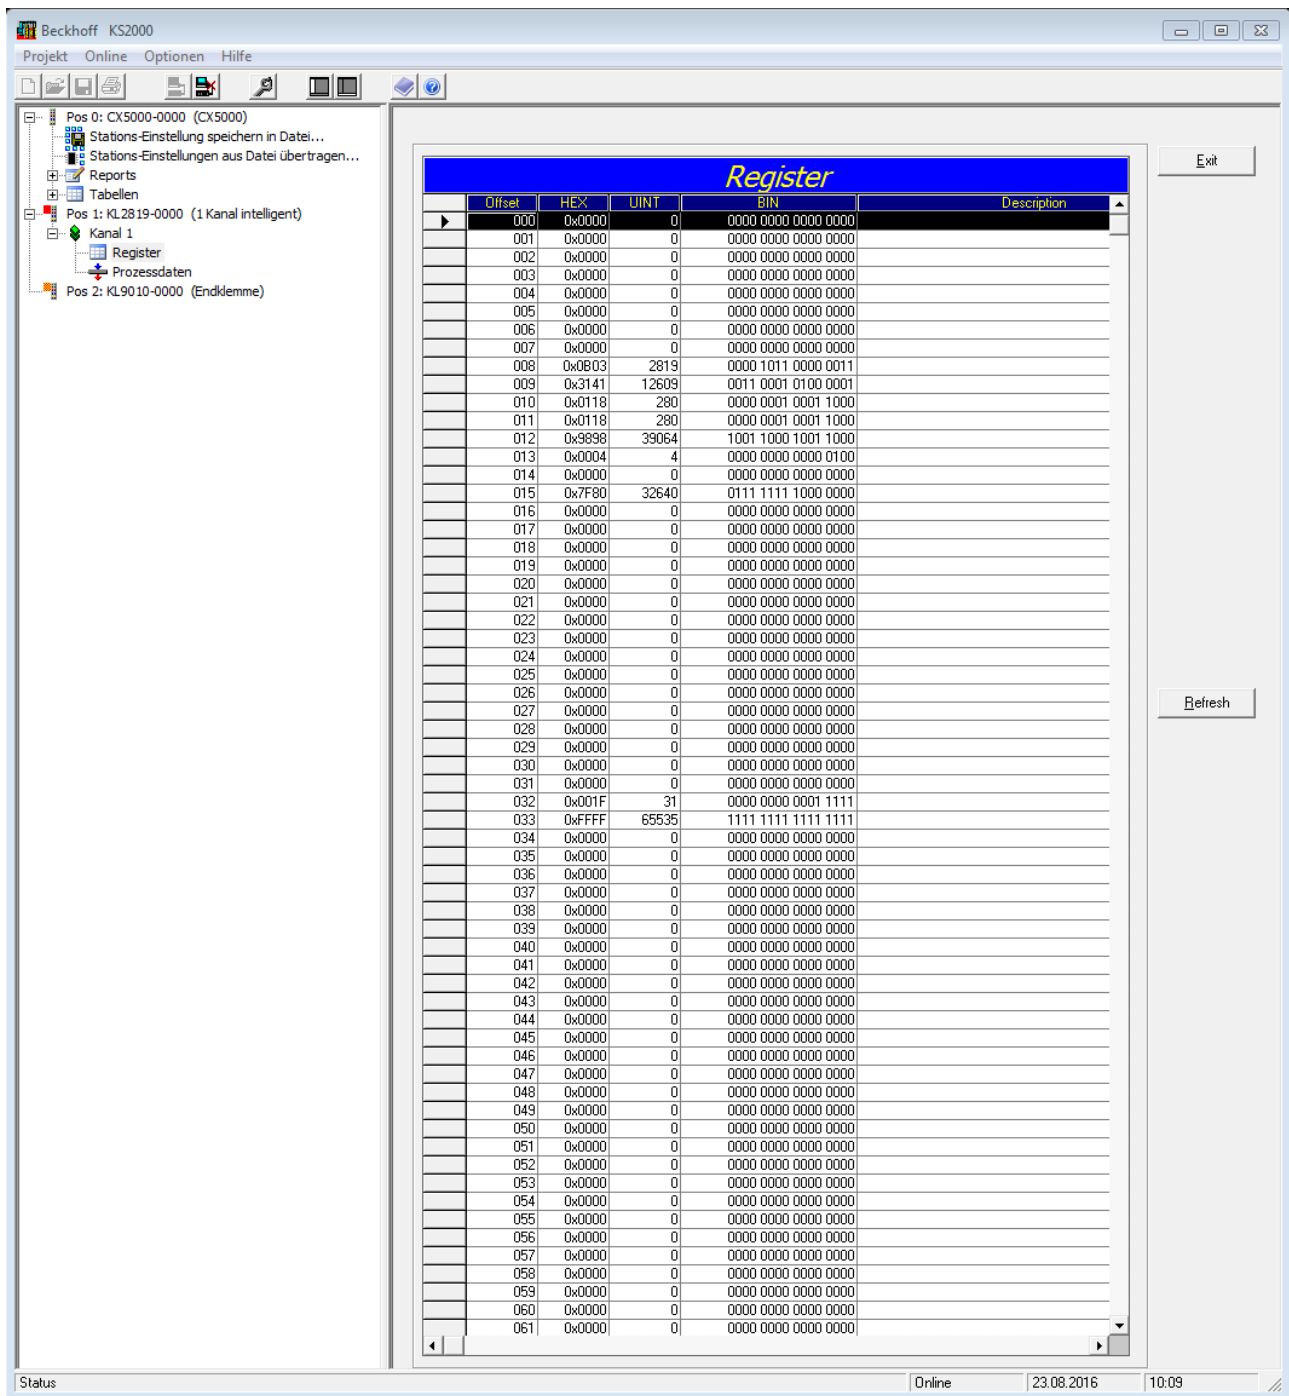 Beckhoff KS2000
Projekt Online Optionen Hilfe
Pos 0: CX5000-0000 (CX5000)
Stations-Einstellung speichern in Datei...
Stations-Einstellungen aus Datei übertragen...
Reports
Tabellen
Pos 1: KL2819-0000 (1 Kanal intelligent)
Kanal 1
Register
Prozessdaten
Pos 2: KL9010-0000 (Endklemme)
Register
Offset HEX UINT BIN Description
000 0x0000 0 0000 0000 0000 0000
001 0x0000 0 0000 0000 0000 0000
002 0x0000 0 0000 0000 0000 0000
003 0x0000 0 0000 0000 0000 0000
004 0x0000 0 0000 0000 0000 0000
005 0x0000 0 0000 0000 0000 0000
006 0x0000 0 0000 0000 0000 0000
007 0x0000 0 0000 0000 0000 0000
008 0x0B03 2819 0000 1011 0000 0011
009 0x3141 12609 0011 0001 0100 0001
010 0x0118 280 0000 0001 0001 1000
011 0x0118 280 0000 0001 0001 1000
012 0x9898 39064 1001 1000 1001 1000
013 0x0004 4 0000 0000 0000 0100
014 0x0000 0 0000 0000 0000 0000
015 0x7F80 32640 0111 1111 1000 0000
016 0x0000 0 0000 0000 0000 0000
017 0x0000 0 0000 0000 0000 0000
018 0x0000 0 0000 0000 0000 0000
019 0x0000 0 0000 0000 0000 0000
020 0x0000 0 0000 0000 0000 0000
021 0x0000 0 0000 0000 0000 0000
022 0x0000 0 0000 0000 0000 0000
023 0x0000 0 0000 0000 0000 0000
024 0x0000 0 0000 0000 0000 0000
025 0x0000 0 0000 0000 0000 0000
026 0x0000 0 0000 0000 0000 0000
027 0x0000 0 0000 0000 0000 0000
028 0x0000 0 0000 0000 0000 0000
029 0x0000 0 0000 0000 0000 0000
030 0x0000 0 0000 0000 0000 0000
031 0x0000 0 0000 0000 0000 0000
032 0x001F 31 0000 0000 0001 1111
033 0xFFFF 65535 1111 1111 1111 1111
034 0x0000 0 0000 0000 0000 0000
035 0x0000 0 0000 0000 0000 0000
036 0x0000 0 0000 0000 0000 0000
037 0x0000 0 0000 0000 0000 0000
038 0x0000 0 0000 0000 0000 0000
039 0x0000 0 0000 0000 0000 0000
040 0x0000 0 0000 0000 0000 0000
041 0x0000 0 0000 0000 0000 0000
042 0x0000 0 0000 0000 0000 0000
043 0x0000 0 0000 0000 0000 0000
044 0x0000 0 0000 0000 0000 0000
045 0x0000 0 0000 0000 0000 0000
046 0x0000 0 0000 0000 0000 0000
047 0x0000 0 0000 0000 0000 0000
048 0x0000 0 0000 0000 0000 0000
049 0x0000 0 0000 0000 0000 0000
050 0x0000 0 0000 0000 0000 0000
051 0x0000 0 0000 0000 0000 0000
052 0x0000 0 0000 0000 0000 0000
053 0x0000 0 0000 0000 0000 0000
054 0x0000 0 0000 0000 0000 0000
055 0x0000 0 0000 0000 0000 0000
056 0x0000 0 0000 0000 0000 0000
057 0x0000 0 0000 0000 0000 0000
058 0x0000 0 0000 0000 0000 0000
059 0x0000 0 0000 0000 0000 0000
060 0x0000 0 0000 0000 0000 0000
061 0x0000 0 0000 0000 0000 0000
Exit
Refresh
Status Online 23.08.2016 10:09